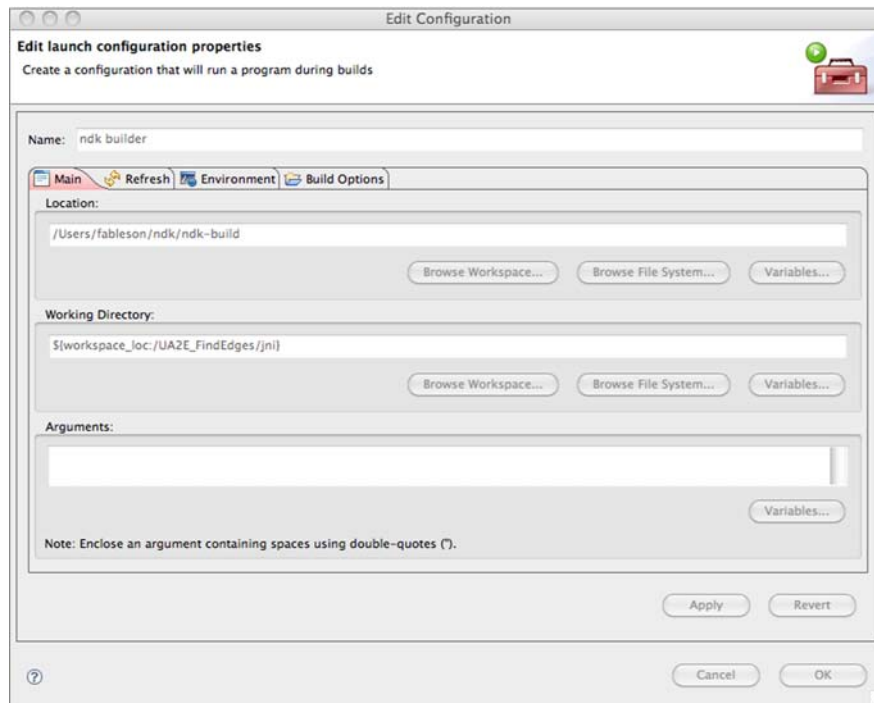 Edit Configuration
Edit launch configuration properties
Create a configuration that will run a program during builds
Name: ndk builder
Main Refresh Environment Build Options
Location:
/Users/fableson/ndk/ndk-build
Browse Workspace... Browse File System... Variables...
Working Directory:
${workspace_loc:/UA2E_FindEdges/jni}
Browse Workspace... Browse File System... Variables...
Arguments:
Variables...
Note: Enclose an argument containing spaces using double-quotes (").
Apply Revert
? Cancel OK